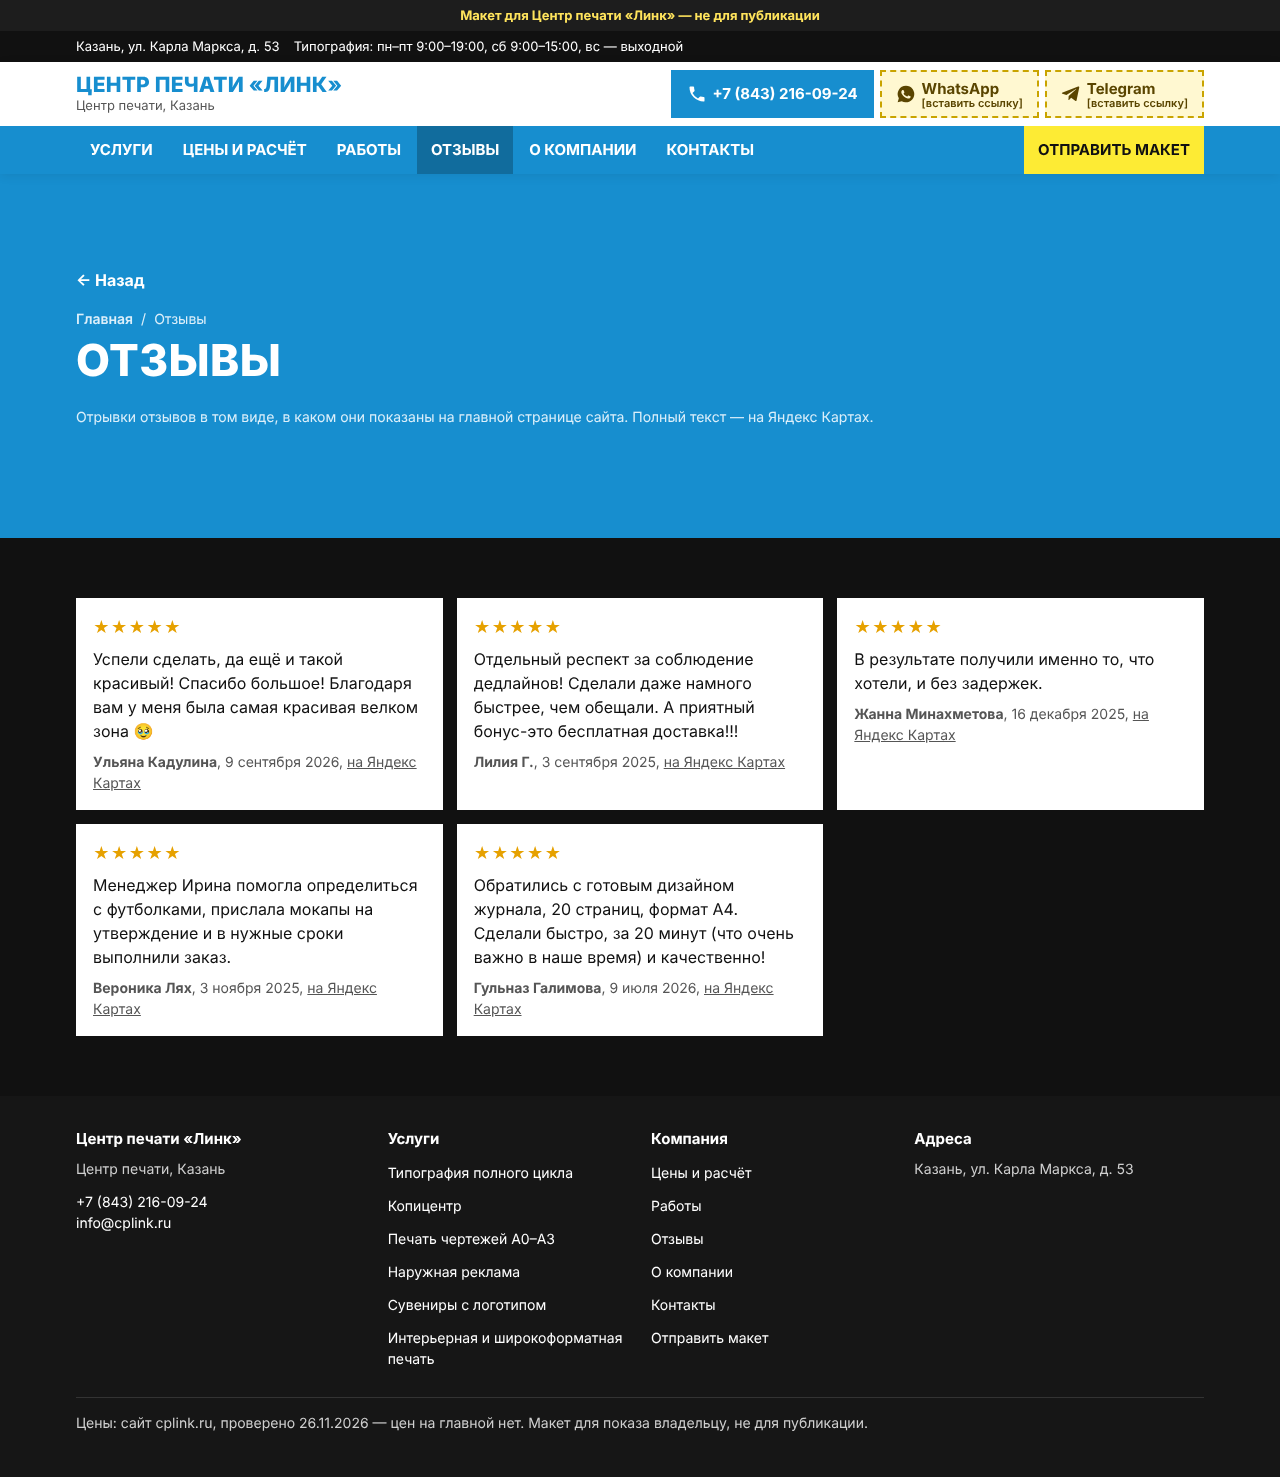 Макет для Центр печати «Линк» — не для публикации
Казань, ул. Карла Маркса, д. 53 Типография: пн–пт 9:00–19:00, сб 9:00–15:00, вс — выходной
ЦЕНТР ПЕЧАТИ «ЛИНК»
Центр печати, Казань
+7 (843) 216-09-24
WhatsApp
[вставить ссылку]
Telegram
[вставить ссылку]
УСЛУГИ ЦЕНЫ И РАСЧЁТ РАБОТЫ ОТЗЫВЫ О КОМПАНИИ КОНТАКТЫ ОТПРАВИТЬ МАКЕТ
← Назад
Главная / Отзывы
ОТЗЫВЫ
Отрывки отзывов в том виде, в каком они показаны на главной странице сайта. Полный текст — на Яндекс Картах.
★★★★★
Успели сделать, да ещё и такой
красивый! Спасибо большое! Благодаря
вам у меня была самая красивая велком
зона 🥹
Ульяна Кадулина, 9 сентября 2026, на Яндекс
Картах
★★★★★
Отдельный респект за соблюдение
дедлайнов! Сделали даже намного
быстрее, чем обещали. А приятный
бонус-это бесплатная доставка!!!
Лилия Г., 3 сентября 2025, на Яндекс Картах
★★★★★
В результате получили именно то, что
хотели, и без задержек.
Жанна Минахметова, 16 декабря 2025, на
Яндекс Картах
★★★★★
Менеджер Ирина помогла определиться
с футболками, прислала мокапы на
утверждение и в нужные сроки
выполнили заказ.
Вероника Лях, 3 ноября 2025, на Яндекс
Картах
★★★★★
Обратились с готовым дизайном
журнала, 20 страниц, формат А4.
Сделали быстро, за 20 минут (что очень
важно в наше время) и качественно!
Гульназ Галимова, 9 июля 2026, на Яндекс
Картах
Центр печати «Линк»
Центр печати, Казань
+7 (843) 216-09-24
info@cplink.ru
Услуги
Типография полного цикла
Копицентр
Печать чертежей А0–А3
Наружная реклама
Сувениры с логотипом
Интерьерная и широкоформатная
печать
Компания
Цены и расчёт
Работы
Отзывы
О компании
Контакты
Отправить макет
Адреса
Казань, ул. Карла Маркса, д. 53
Цены: сайт cplink.ru, проверено 26.11.2026 — цен на главной нет. Макет для показа владельцу, не для публикации.